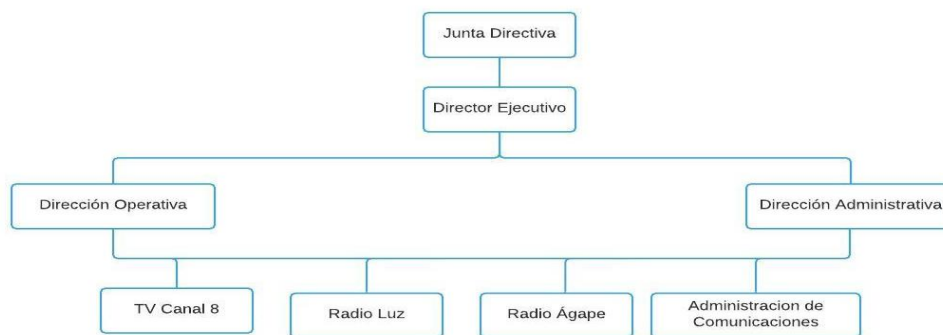 Junta Directiva
Director Ejecutivo
Dirección Operativa
Dirección Administrativa
TV Canal 8
Radio Luz
Radio Ágape
Administracion de
Comunicaciones